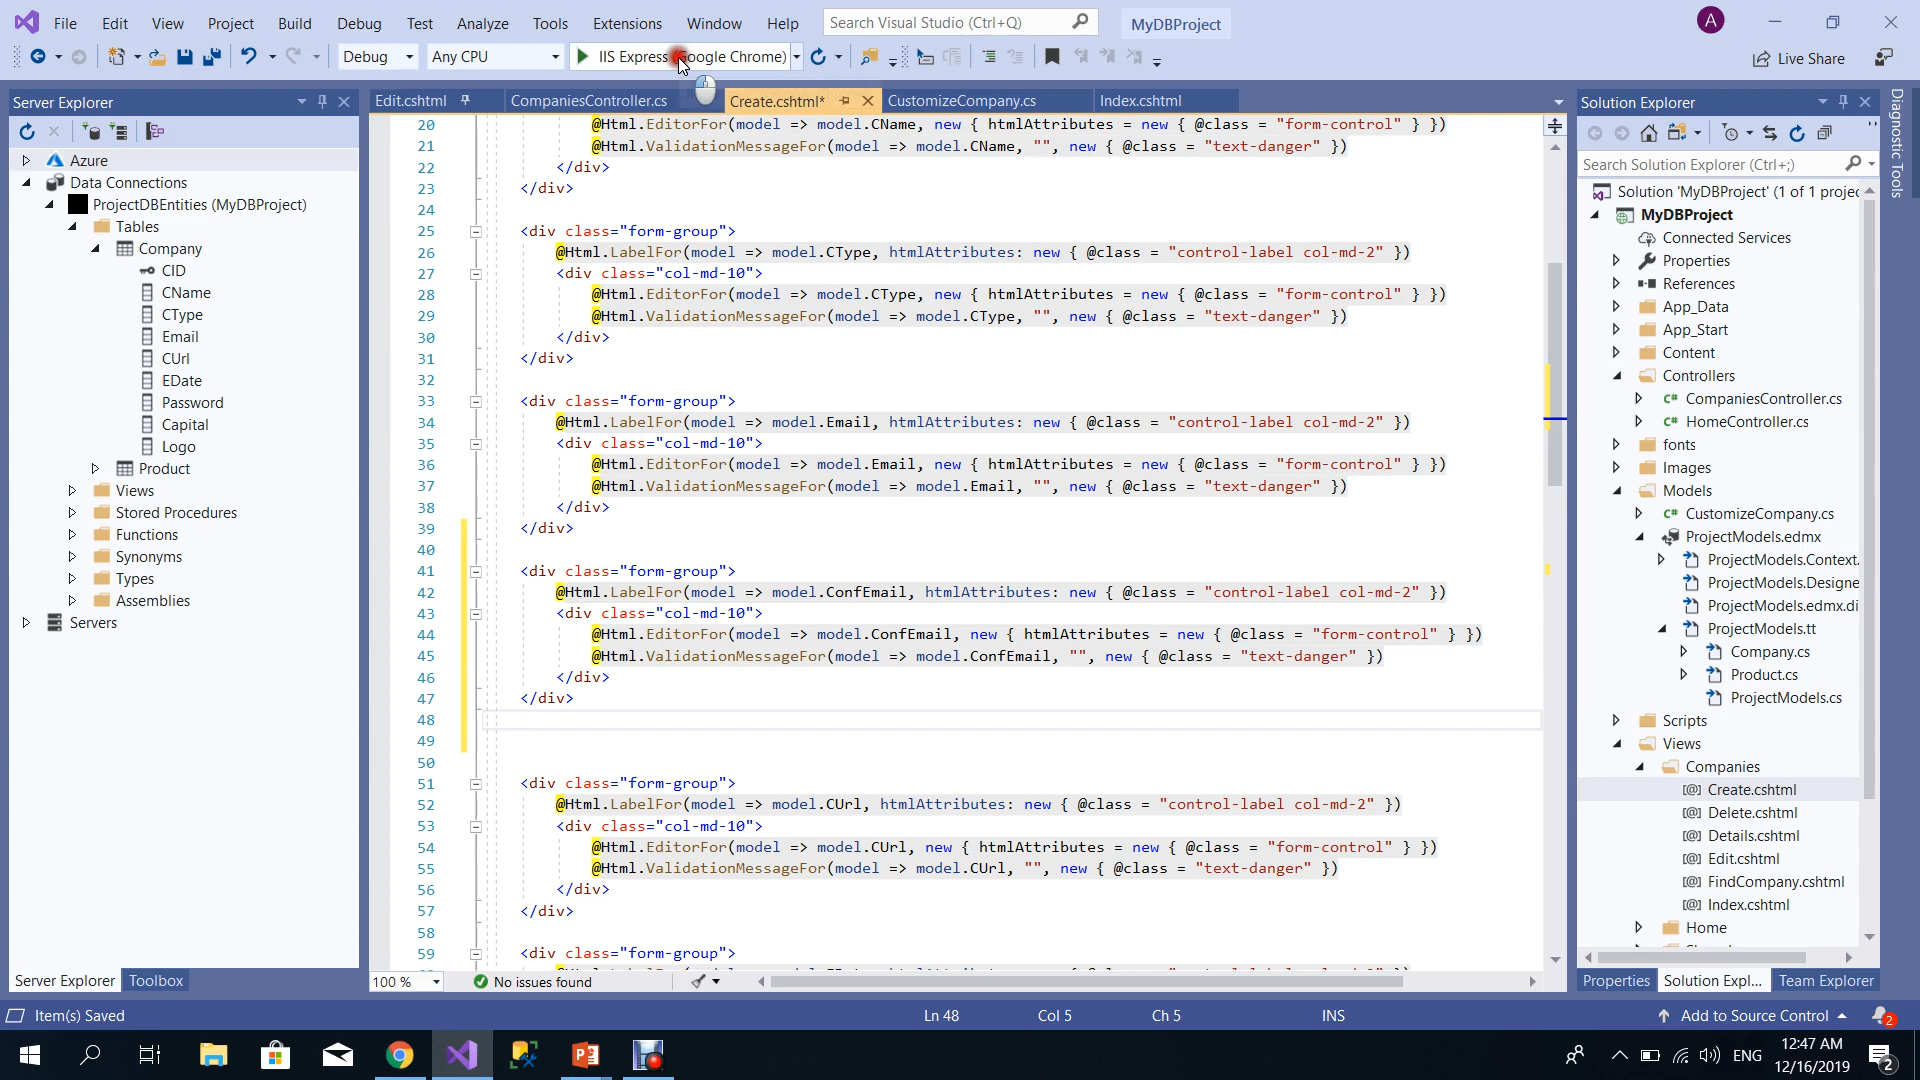 File Edit View Project Build Debug Test Analyze Tools Extensions Window Help Search Visual Studio (Ctrl+Q) MyDBProject A
Debug Any CPU IIS Express (Google Chrome) Live Share
Server Explorer
Azure
Data Connections
ProjectDBEntities (MyDBProject)
Tables
Company
CID
CName
CType
Email
CUrl
EDate
Password
Capital
Logo
Product
Views
Stored Procedures
Functions
Synonyms
Types
Assemblies
Servers
Server Explorer Toolbox
Edit.cshtml CompaniesController.cs Create.cshtml* CustomizeCompany.cs Index.cshtml
20 @Html.EditorFor(model => model.CName, new { htmlAttributes = new { @class = "form-control" } })
21 @Html.ValidationMessageFor(model => model.CName, "", new { @class = "text-danger" })
22 </div>
23 </div>
24
25 <div class="form-group">
26 @Html.LabelFor(model => model.CType, htmlAttributes: new { @class = "control-label col-md-2" })
27 <div class="col-md-10">
28 @Html.EditorFor(model => model.CType, new { htmlAttributes = new { @class = "form-control" } })
29 @Html.ValidationMessageFor(model => model.CType, "", new { @class = "text-danger" })
30 </div>
31 </div>
32
33 <div class="form-group">
34 @Html.LabelFor(model => model.Email, htmlAttributes: new { @class = "control-label col-md-2" })
35 <div class="col-md-10">
36 @Html.EditorFor(model => model.Email, new { htmlAttributes = new { @class = "form-control" } })
37 @Html.ValidationMessageFor(model => model.Email, "", new { @class = "text-danger" })
38 </div>
39 </div>
40
41 <div class="form-group">
42 @Html.LabelFor(model => model.ConfEmail, htmlAttributes: new { @class = "control-label col-md-2" })
43 <div class="col-md-10">
44 @Html.EditorFor(model => model.ConfEmail, new { htmlAttributes = new { @class = "form-control" } })
45 @Html.ValidationMessageFor(model => model.ConfEmail, "", new { @class = "text-danger" })
46 </div>
47 </div>
48
49
50
51 <div class="form-group">
52 @Html.LabelFor(model => model.CUrl, htmlAttributes: new { @class = "control-label col-md-2" })
53 <div class="col-md-10">
54 @Html.EditorFor(model => model.CUrl, new { htmlAttributes = new { @class = "form-control" } })
55 @Html.ValidationMessageFor(model => model.CUrl, "", new { @class = "text-danger" })
56 </div>
57 </div>
58
59 <div class="form-group">
100 % No issues found
Solution Explorer
Search Solution Explorer (Ctrl+;)
Solution 'MyDBProject' (1 of 1 projec
MyDBProject
Connected Services
Properties
References
App_Data
App_Start
Content
Controllers
CompaniesController.cs
HomeController.cs
fonts
Images
Models
CustomizeCompany.cs
ProjectModels.edmx
ProjectModels.Context.
ProjectModels.Designe
ProjectModels.edmx.di
ProjectModels.tt
Company.cs
Product.cs
ProjectModels.cs
Scripts
Views
Companies
Create.cshtml
Delete.cshtml
Details.cshtml
Edit.cshtml
FindCompany.cshtml
Index.cshtml
Home
Properties Solution Expl... Team Explorer
Diagnostic Tools
Item(s) Saved Ln 48 Col 5 Ch 5 INS Add to Source Control 2
ENG 12:47 AM
12/16/2019 2